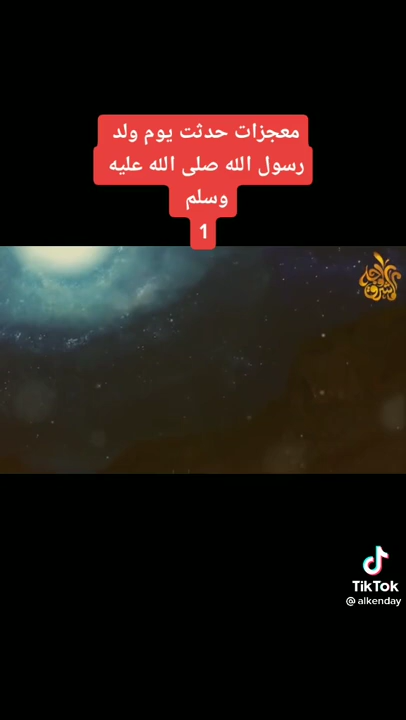 معجزات حدثت يوم ولد
رسول الله صلى الله عليه
وسلم
1
TikTok
@alkenday